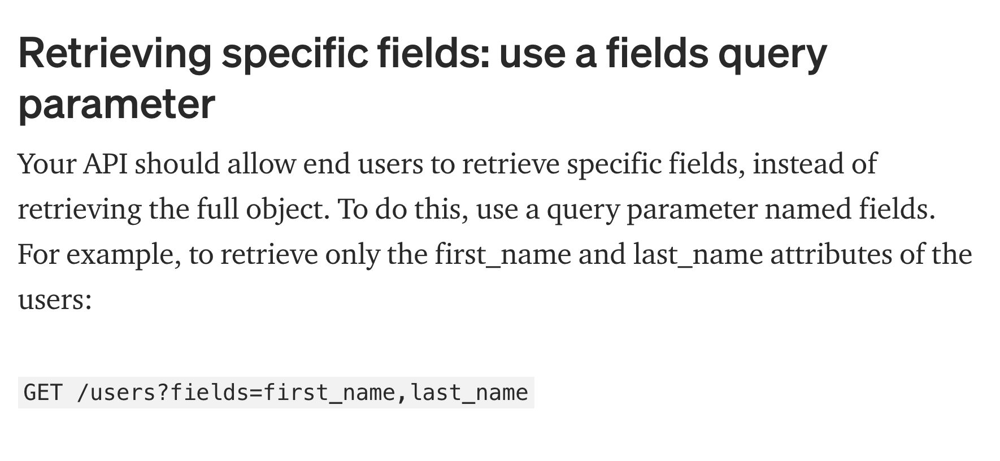 Retrieving specific fields: use a fields query
parameter
Your API should allow end users to retrieve specific fields, instead of
retrieving the full object. To do this, use a query parameter named fields.
For example, to retrieve only the first_name and last_name attributes of the
users:
GET /users?fields=first_name,last_name